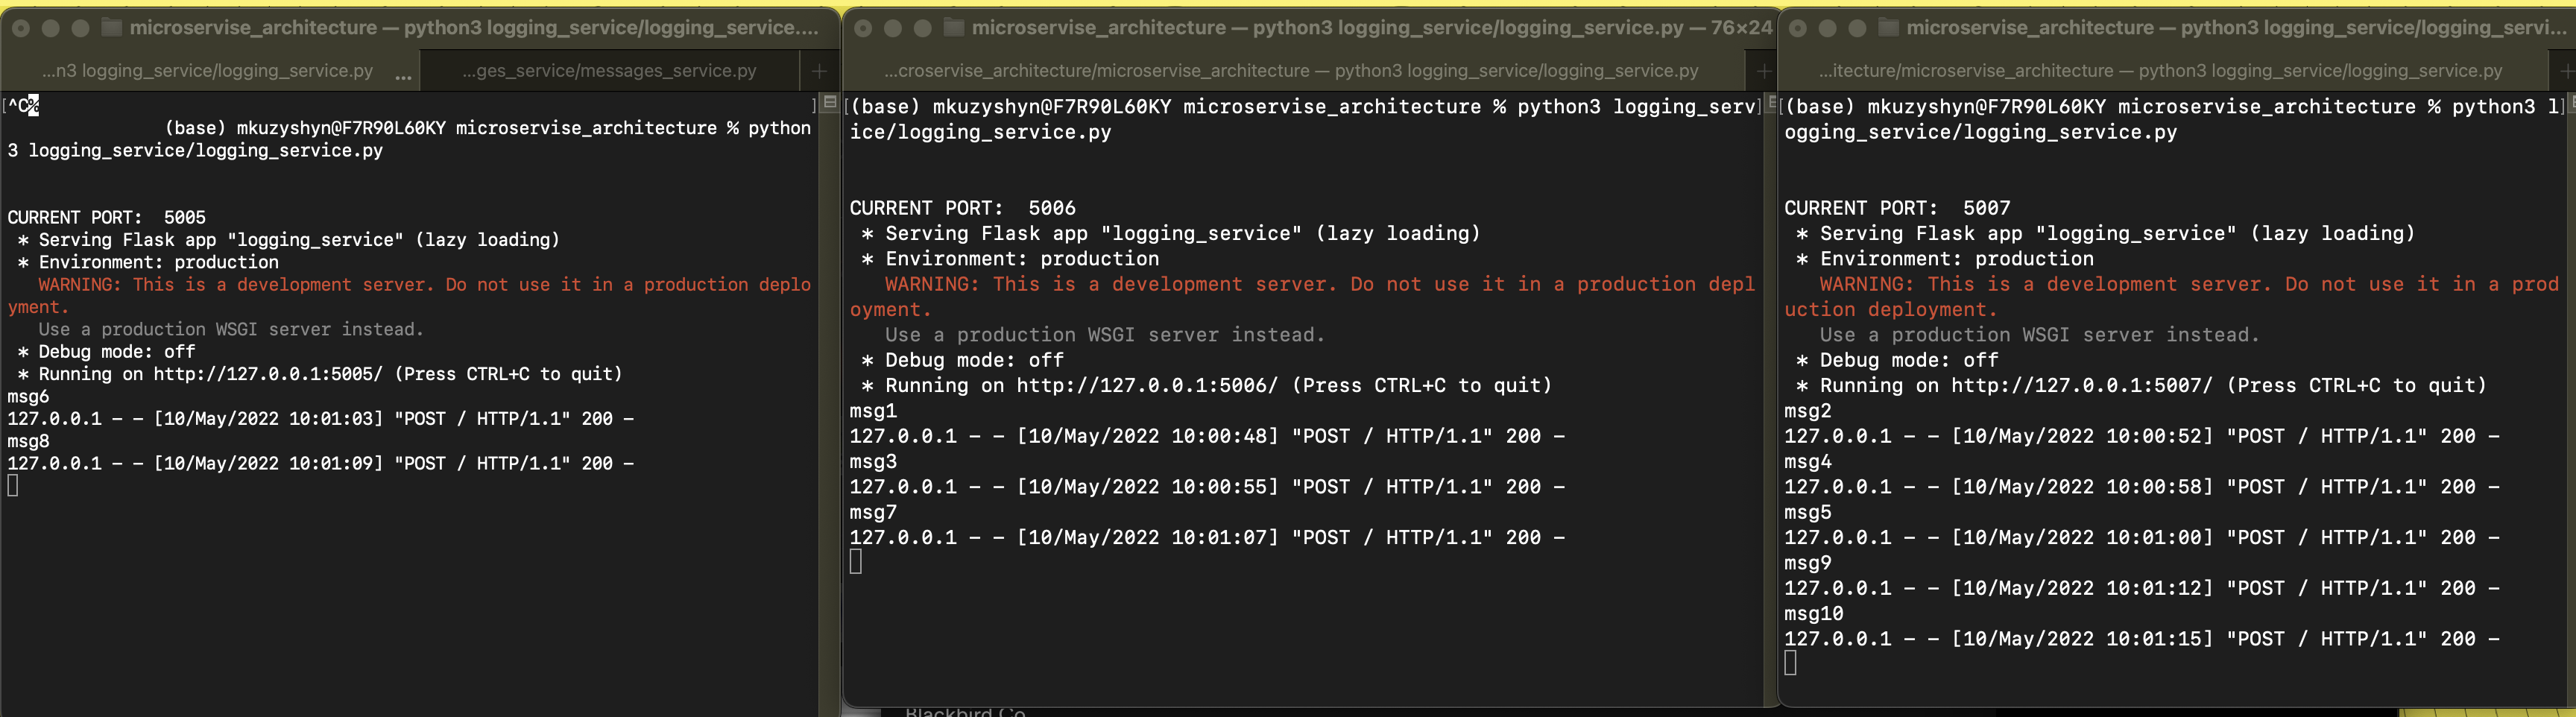 microservise_architecture — python3 logging_service/logging_service....
...n3 logging_service/logging_service.py ...
...ges_service/messages_service.py +
[^C% ]
(base) mkuzyshyn@F7R90L60KY microservise_architecture % python
3 logging_service/logging_service.py
CURRENT PORT:  5005
* Serving Flask app "logging_service" (lazy loading)
* Environment: production
WARNING: This is a development server. Do not use it in a production deplo
yment.
Use a production WSGI server instead.
* Debug mode: off
* Running on http://127.0.0.1:5005/ (Press CTRL+C to quit)
msg6
127.0.0.1 - - [10/May/2022 10:01:03] "POST / HTTP/1.1" 200 -
msg8
127.0.0.1 - - [10/May/2022 10:01:09] "POST / HTTP/1.1" 200 -
microservise_architecture — python3 logging_service/logging_service.py — 76×24
...croservise_architecture/microservise_architecture — python3 logging_service/logging_service.py +
[(base) mkuzyshyn@F7R90L60KY microservise_architecture % python3 logging_serv]
ice/logging_service.py
CURRENT PORT:  5006
* Serving Flask app "logging_service" (lazy loading)
* Environment: production
WARNING: This is a development server. Do not use it in a production depl
oyment.
Use a production WSGI server instead.
* Debug mode: off
* Running on http://127.0.0.1:5006/ (Press CTRL+C to quit)
msg1
127.0.0.1 - - [10/May/2022 10:00:48] "POST / HTTP/1.1" 200 -
msg3
127.0.0.1 - - [10/May/2022 10:00:55] "POST / HTTP/1.1" 200 -
msg7
127.0.0.1 - - [10/May/2022 10:01:07] "POST / HTTP/1.1" 200 -
microservise_architecture — python3 logging_service/logging_servi...
...itecture/microservise_architecture — python3 logging_service/logging_service.py +
[(base) mkuzyshyn@F7R90L60KY microservise_architecture % python3 l]
ogging_service/logging_service.py
CURRENT PORT:  5007
* Serving Flask app "logging_service" (lazy loading)
* Environment: production
WARNING: This is a development server. Do not use it in a prod
uction deployment.
Use a production WSGI server instead.
* Debug mode: off
* Running on http://127.0.0.1:5007/ (Press CTRL+C to quit)
msg2
127.0.0.1 - - [10/May/2022 10:00:52] "POST / HTTP/1.1" 200 -
msg4
127.0.0.1 - - [10/May/2022 10:00:58] "POST / HTTP/1.1" 200 -
msg5
127.0.0.1 - - [10/May/2022 10:01:00] "POST / HTTP/1.1" 200 -
msg9
127.0.0.1 - - [10/May/2022 10:01:12] "POST / HTTP/1.1" 200 -
msg10
127.0.0.1 - - [10/May/2022 10:01:15] "POST / HTTP/1.1" 200 -
Blackbird Co